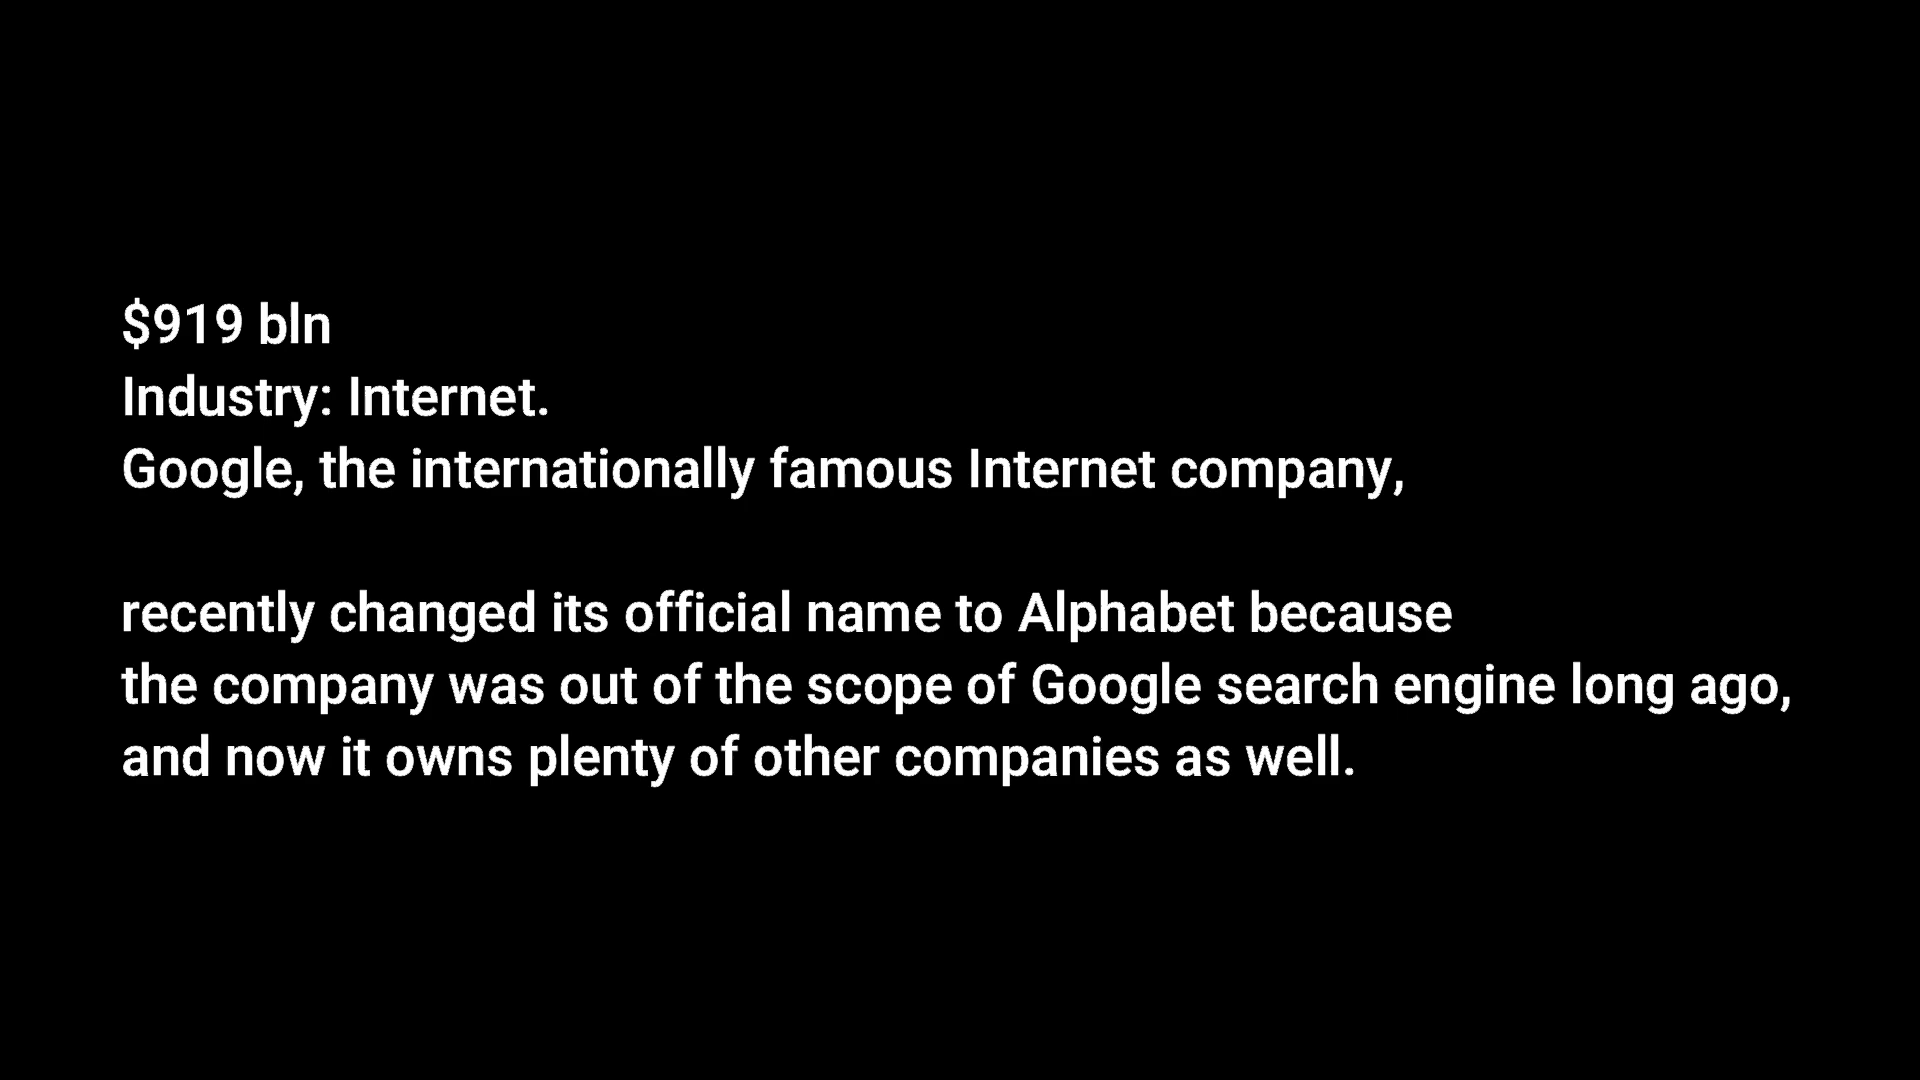 $919 bln
Industry: Internet.
Google, the internationally famous Internet company,
recently changed its official name to Alphabet because
the company was out of the scope of Google search engine long ago,
and now it owns plenty of other companies as well.